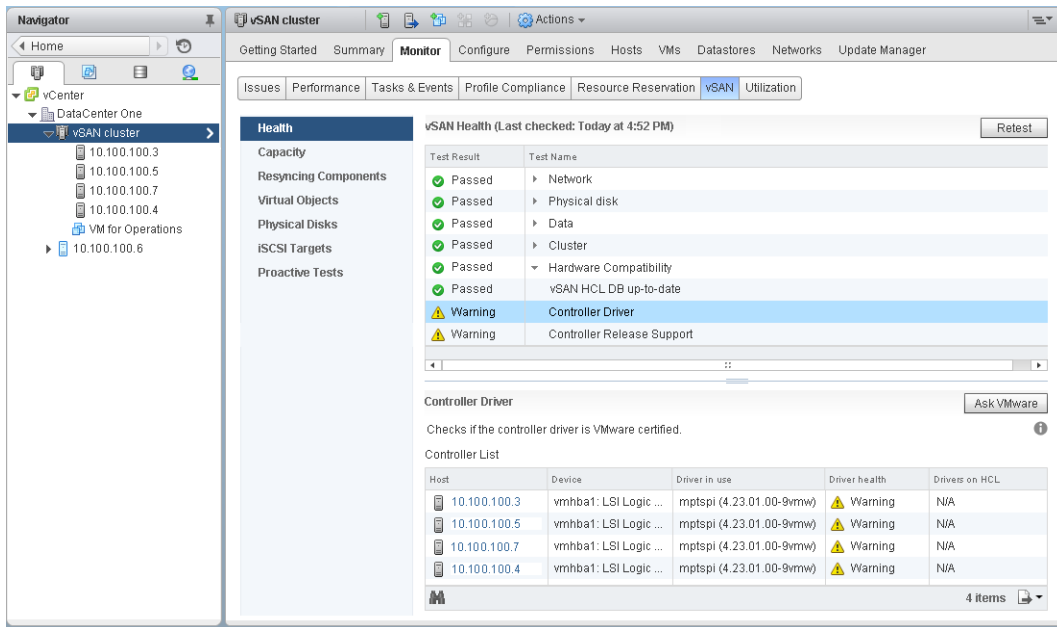 Navigator
Home
vCenter
DataCenter One
vSAN cluster
10.100.100.3
10.100.100.5
10.100.100.7
10.100.100.4
VM for Operations
10.100.100.6
vSAN cluster Actions
Getting Started Summary Monitor Configure Permissions Hosts VMs Datastores Networks Update Manager
Issues Performance Tasks & Events Profile Compliance Resource Reservation vSAN Utilization
Health
Capacity
Resyncing Components
Virtual Objects
Physical Disks
iSCSI Targets
Proactive Tests
vSAN Health (Last checked: Today at 4:52 PM) Retest
Test Result Test Name
Passed Network
Passed Physical disk
Passed Data
Passed Cluster
Passed Hardware Compatibility
Passed vSAN HCL DB up-to-date
Warning Controller Driver
Warning Controller Release Support
Controller Driver Ask VMware
Checks if the controller driver is VMware certified.
Controller List
Host Device Driver in use Driver health Drivers on HCL
10.100.100.3 vmhba1: LSI Logic ... mptspi (4.23.01.00-9vmw) Warning N/A
10.100.100.5 vmhba1: LSI Logic ... mptspi (4.23.01.00-9vmw) Warning N/A
10.100.100.7 vmhba1: LSI Logic ... mptspi (4.23.01.00-9vmw) Warning N/A
10.100.100.4 vmhba1: LSI Logic ... mptspi (4.23.01.00-9vmw) Warning N/A
4 items